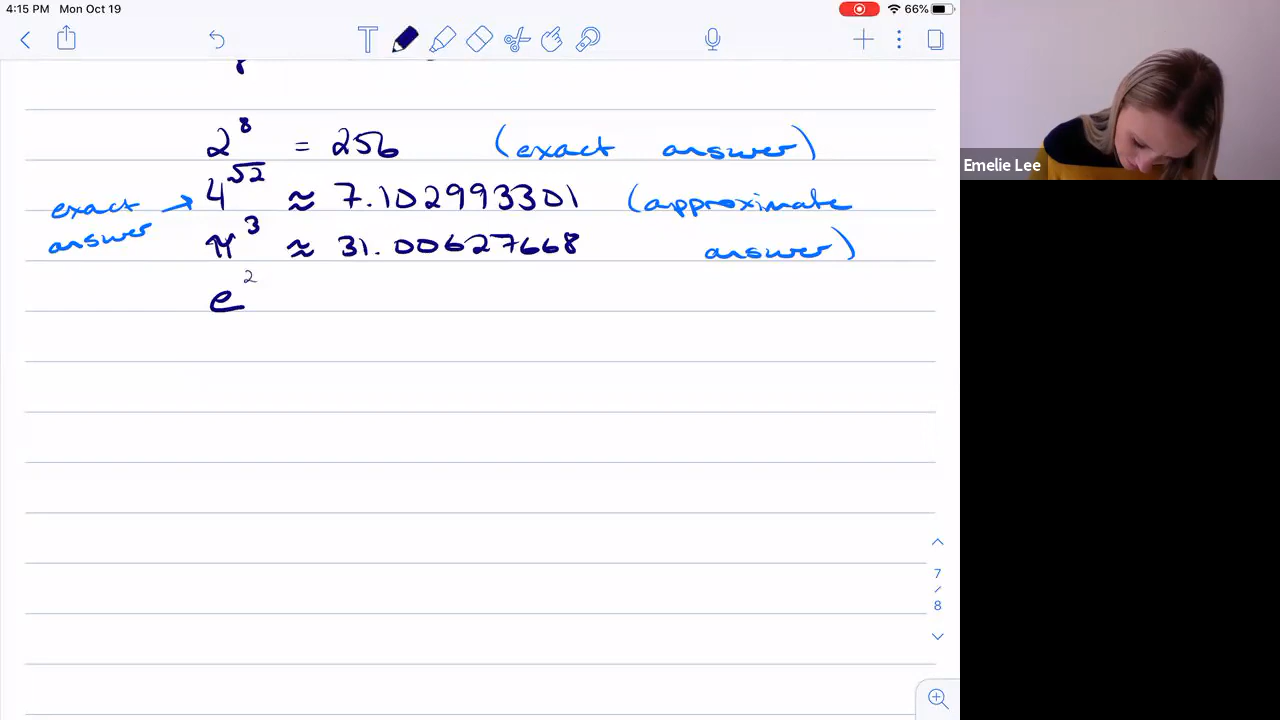 4:15 PM Mon Oct 19
66%
T
2^8 = 256 (exact answer)
exact answer → 4^√2 ≈ 7.102993301 (approximate answer)
π^3 ≈ 31.00627668
e^2
Emelie Lee
7
/
8